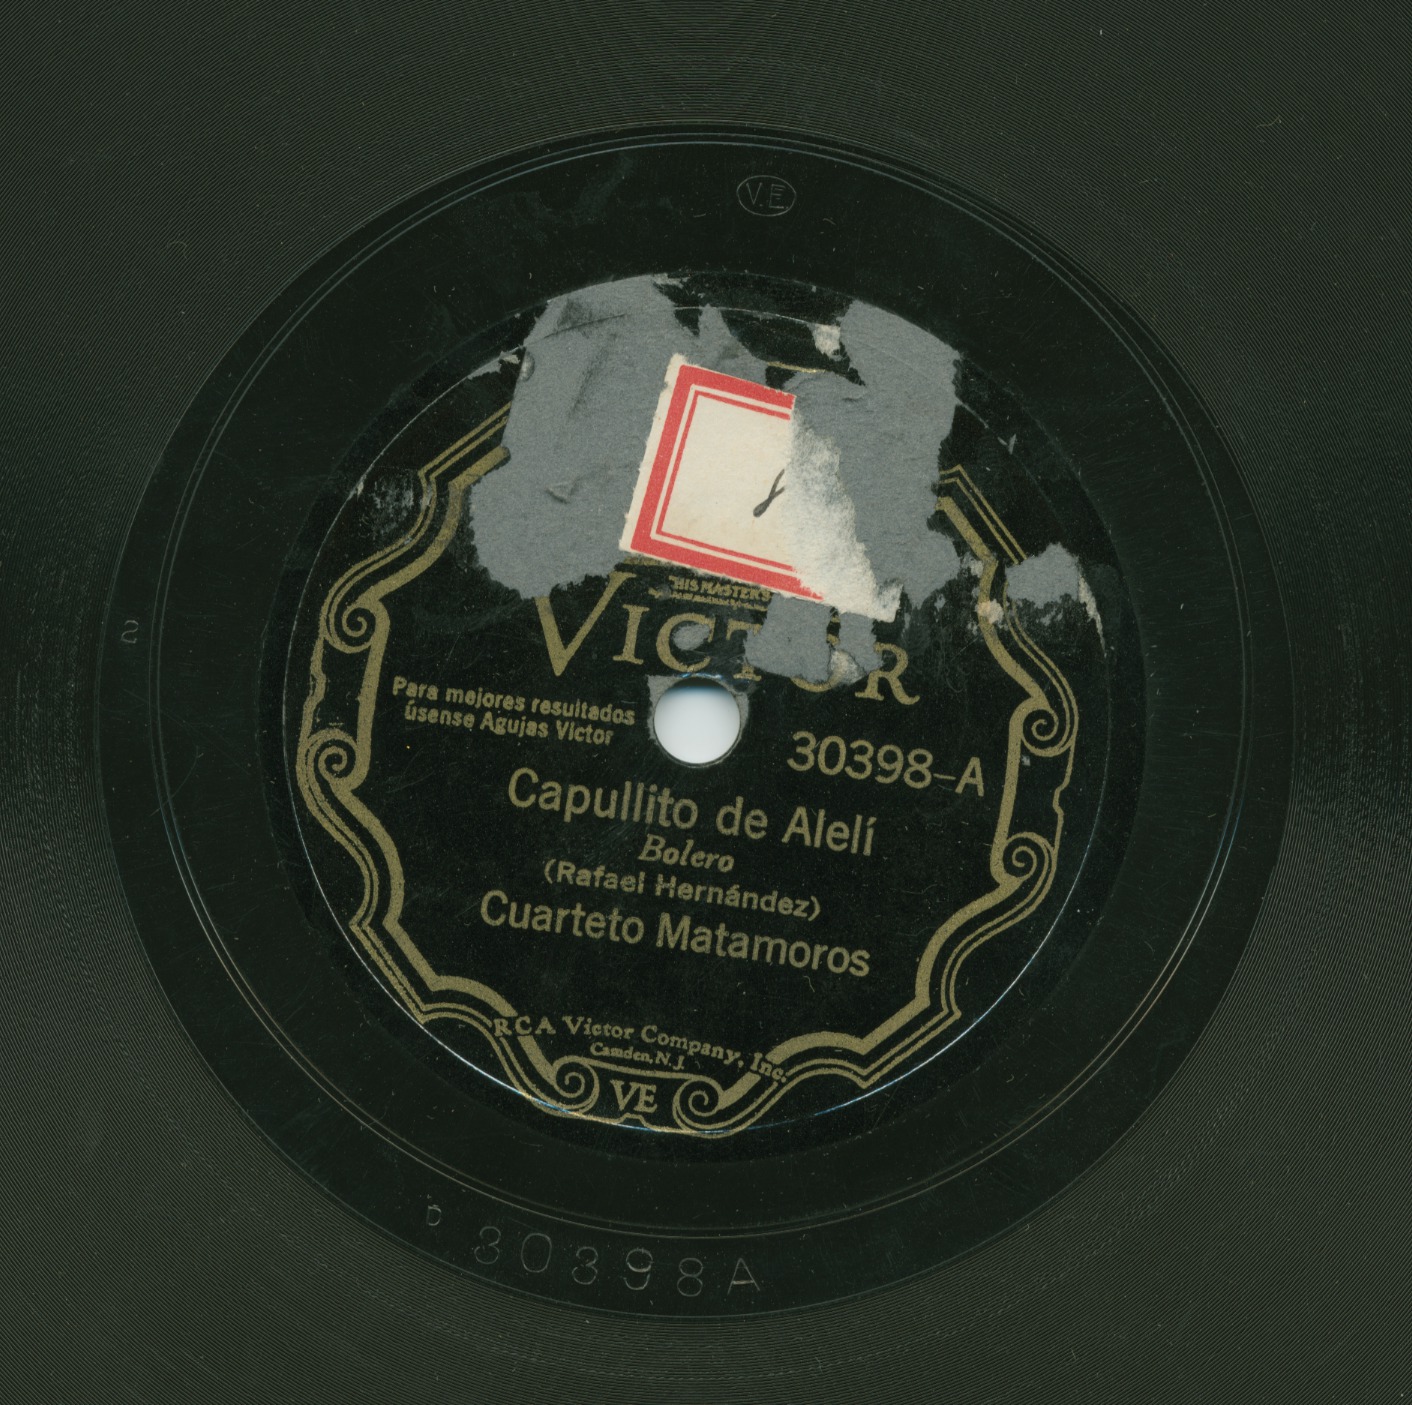 V.E.
"HIS MASTER'S
VICTOR
Para mejores resultados
úsense Agujas Victor
30398-A
Capullito de Alelí
Bolero
(Rafael Hernández)
Cuarteto Matamoros
RCA Victor Company, Inc.
Camden, N. J.
VE
2
D
30398A